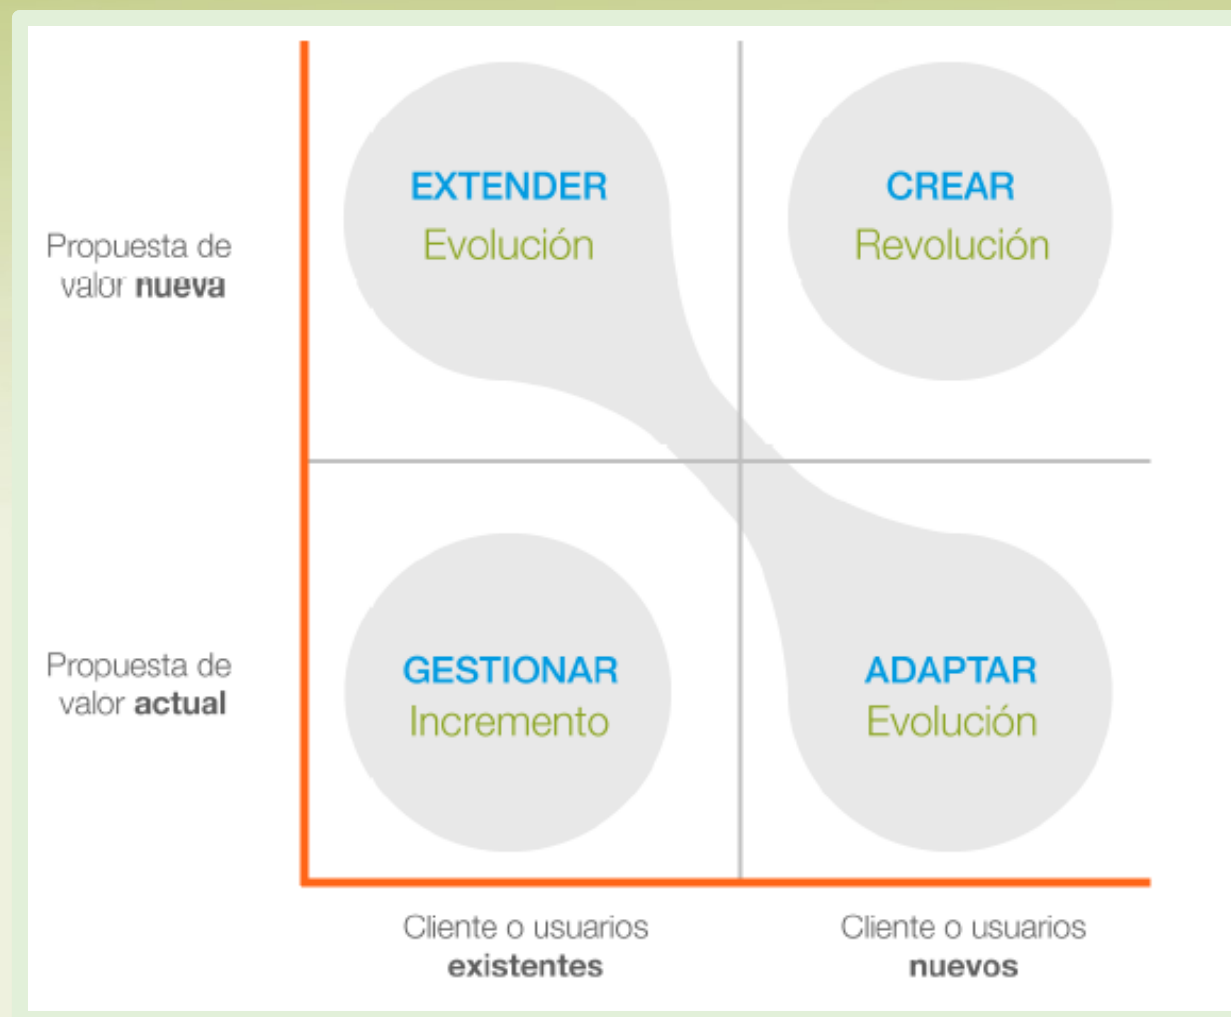 EXTENDER
Evolución
CREAR
Revolución
Propuesta de
valor nueva
GESTIONAR
Incremento
ADAPTAR
Evolución
Propuesta de
valor actual
Cliente o usuarios
existentes
Cliente o usuarios
nuevos